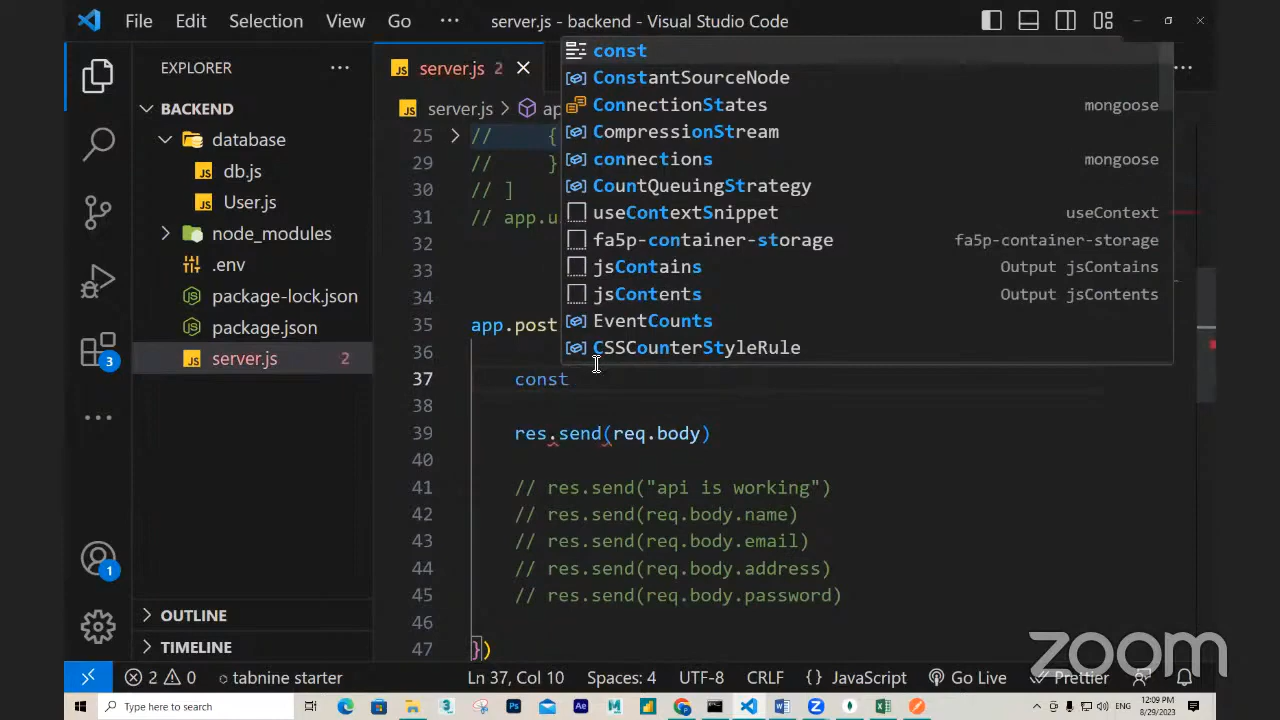 File Edit Selection View Go ··· server.js - backend - Visual Studio Code
EXPLORER ···
BACKEND
database
db.js
User.js
node_modules
.env
package-lock.json
package.json
server.js 2
OUTLINE
TIMELINE
3
1
server.js 2
server.js > ap
25 // {
29 // }
30 // ]
31 // app.u
32
33
34
35 app.post
36
37 const
38
39 res.send(req.body)
40
41 // res.send("api is working")
42 // res.send(req.body.name)
43 // res.send(req.body.email)
44 // res.send(req.body.address)
45 // res.send(req.body.password)
46
47 })
const
ConstantSourceNode
ConnectionStates mongoose
CompressionStream
connections mongoose
CountQueuingStrategy
useContextSnippet useContext
fa5p-container-storage fa5p-container-storage
jsContains Output jsContains
jsContents Output jsContents
EventCounts
CSSCounterStyleRule
zoom
2 0 tabnine starter Ln 37, Col 10 Spaces: 4 UTF-8 CRLF {} JavaScript Go Live Prettier
Type here to search
12:09 PM
8/29/2023